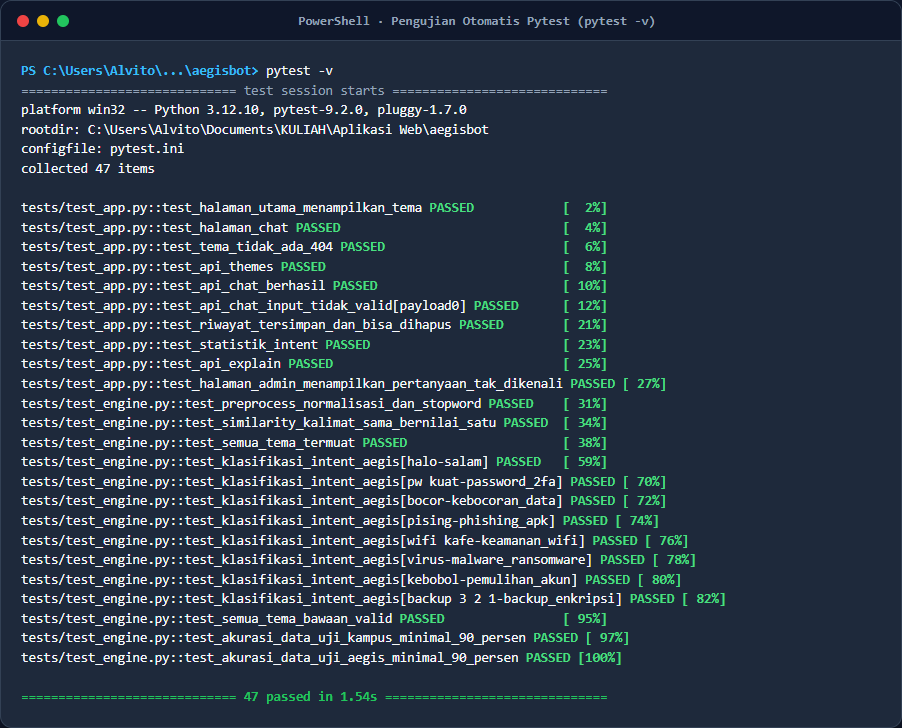 PowerShell · Pengujian Otomatis Pytest (pytest -v)
PS C:\Users\Alvito\...\aegisbot> pytest -v
============================= test session starts =============================
platform win32 -- Python 3.12.10, pytest-9.2.0, pluggy-1.7.0
rootdir: C:\Users\Alvito\Documents\KULIAH\Aplikasi Web\aegisbot
configfile: pytest.ini
collected 47 items
tests/test_app.py::test_halaman_utama_menampilkan_tema PASSED            [  2%]
tests/test_app.py::test_halaman_chat PASSED                              [  4%]
tests/test_app.py::test_tema_tidak_ada_404 PASSED                        [  6%]
tests/test_app.py::test_api_themes PASSED                                [  8%]
tests/test_app.py::test_api_chat_berhasil PASSED                         [ 10%]
tests/test_app.py::test_api_chat_input_tidak_valid[payload0] PASSED      [ 12%]
tests/test_app.py::test_riwayat_tersimpan_dan_bisa_dihapus PASSED        [ 21%]
tests/test_app.py::test_statistik_intent PASSED                          [ 23%]
tests/test_app.py::test_api_explain PASSED                               [ 25%]
tests/test_app.py::test_halaman_admin_menampilkan_pertanyaan_tak_dikenali PASSED [ 27%]
tests/test_engine.py::test_preprocess_normalisasi_dan_stopword PASSED    [ 31%]
tests/test_engine.py::test_similarity_kalimat_sama_bernilai_satu PASSED  [ 34%]
tests/test_engine.py::test_semua_tema_termuat PASSED                     [ 38%]
tests/test_engine.py::test_klasifikasi_intent_aegis[halo-salam] PASSED   [ 59%]
tests/test_engine.py::test_klasifikasi_intent_aegis[pw kuat-password_2fa] PASSED [ 70%]
tests/test_engine.py::test_klasifikasi_intent_aegis[bocor-kebocoran_data] PASSED [ 72%]
tests/test_engine.py::test_klasifikasi_intent_aegis[pising-phishing_apk] PASSED [ 74%]
tests/test_engine.py::test_klasifikasi_intent_aegis[wifi kafe-keamanan_wifi] PASSED [ 76%]
tests/test_engine.py::test_klasifikasi_intent_aegis[virus-malware_ransomware] PASSED [ 78%]
tests/test_engine.py::test_klasifikasi_intent_aegis[kebobol-pemulihan_akun] PASSED [ 80%]
tests/test_engine.py::test_klasifikasi_intent_aegis[backup 3 2 1-backup_enkripsi] PASSED [ 82%]
tests/test_engine.py::test_semua_tema_bawaan_valid PASSED                [ 95%]
tests/test_engine.py::test_akurasi_data_uji_kampus_minimal_90_persen PASSED [ 97%]
tests/test_engine.py::test_akurasi_data_uji_aegis_minimal_90_persen PASSED [100%]
============================= 47 passed in 1.54s ==============================